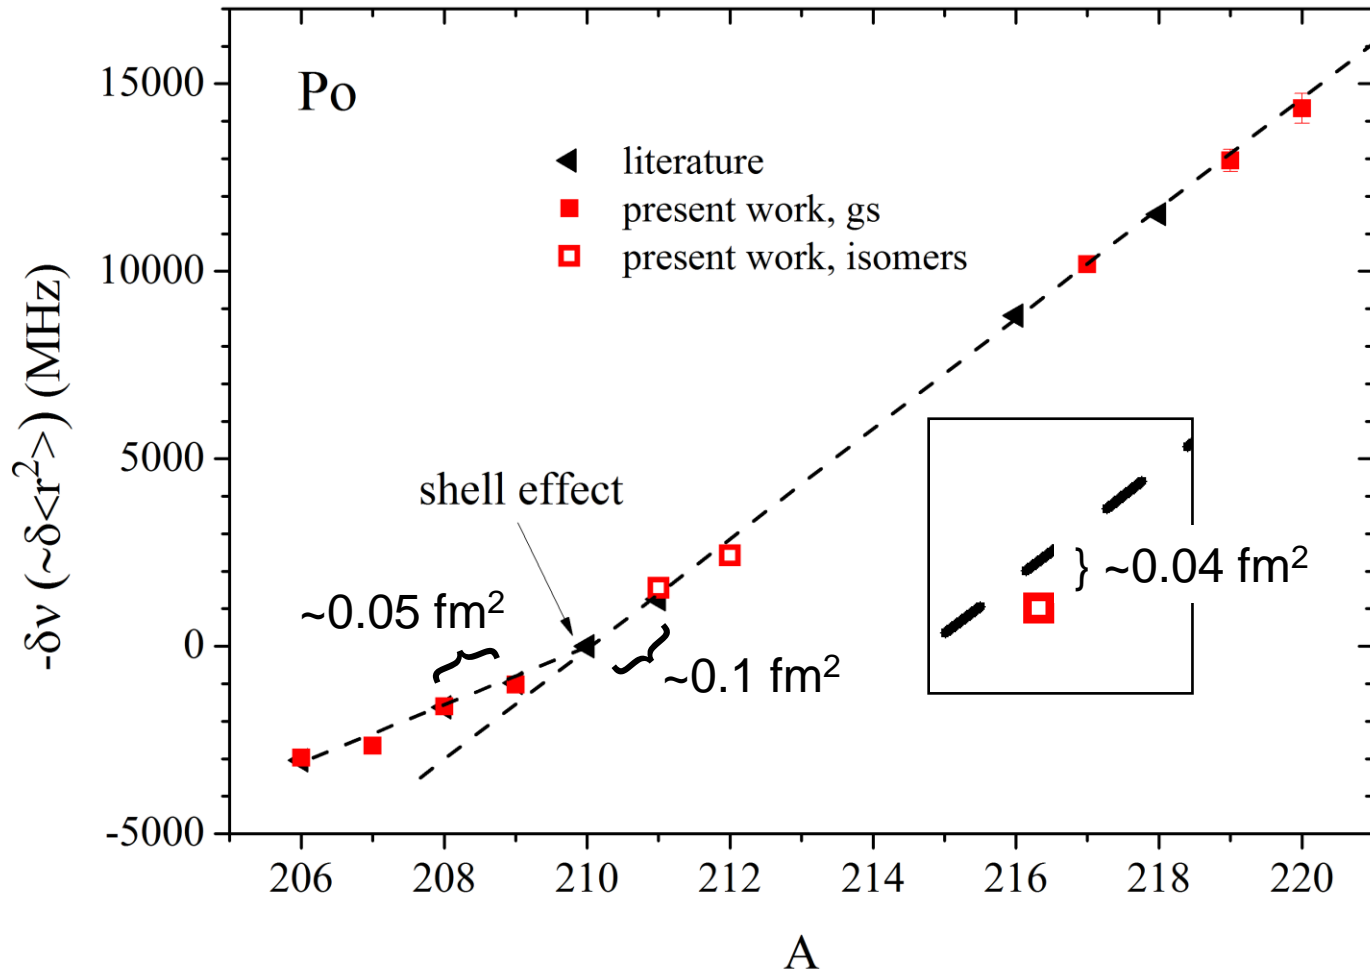 Po
literature
present work, gs
present work, isomers
15000
10000
5000
0
-5000
-δν (~δ<r²>) (MHz)
shell effect
~0.05 fm²
~0.1 fm²
} ~0.04 fm²
206 208 210 212 214 216 218 220
A